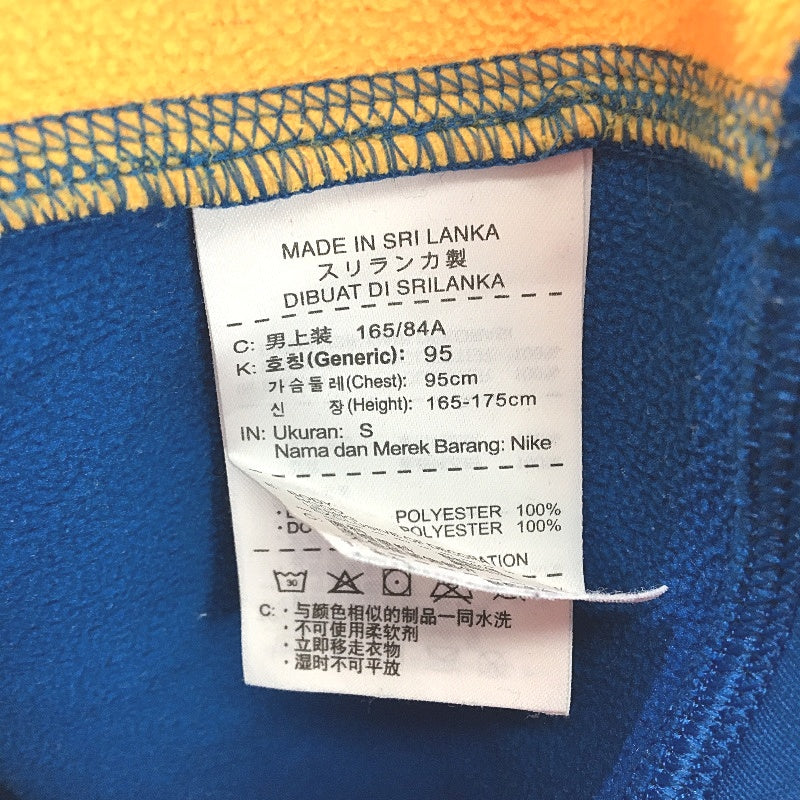 MADE IN SRI LANKA
スリランカ製
DIBUAT DI SRILANKA
C: 男上装 165/84A
K: 호칭(Generic): 95
가슴둘레(Chest): 95cm
신 장(Height): 165-175cm
IN: Ukuran: S
Nama dan Merek Barang: Nike
POLYESTER 100%
POLYESTER 100%
30
C: ·与颜色相似的制品一同水洗
·不可使用柔软剂
·立即移走衣物
·湿时不可平放